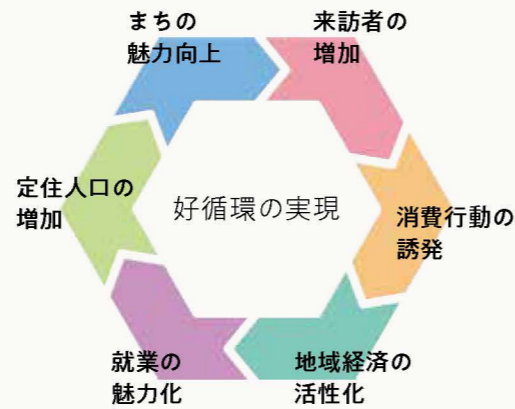 まちの
魅力向上
来訪者の
増加
消費行動の
誘発
地域経済の
活性化
就業の
魅力化
定住人口の
増加
好循環の実現